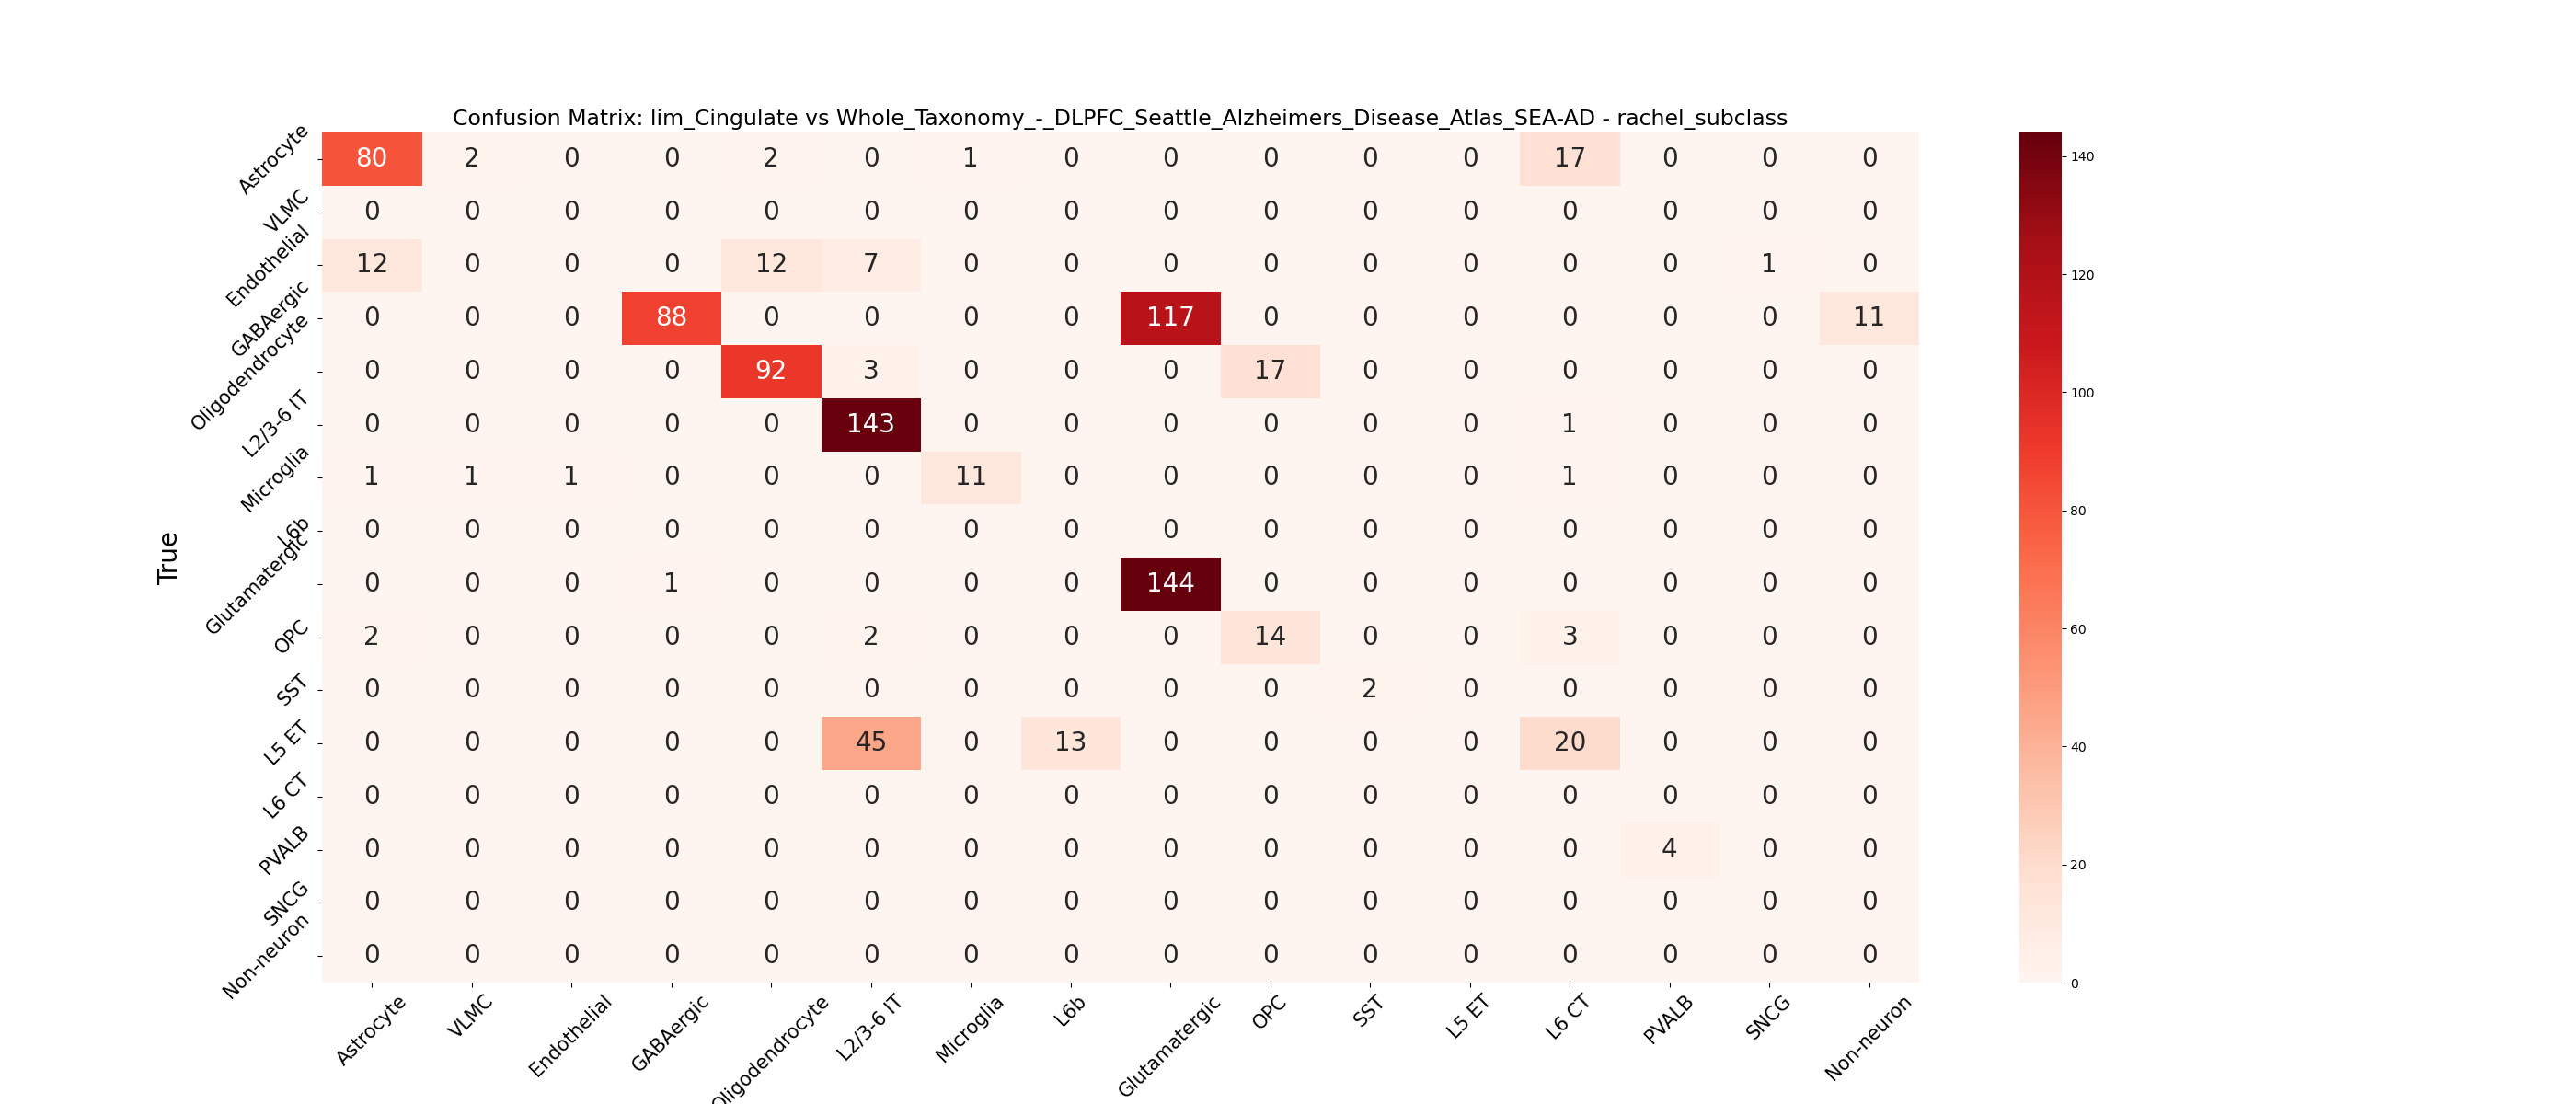 Confusion Matrix: lim_Cingulate vs Whole_Taxonomy_-_DLPFC_Seattle_Alzheimers_Disease_Atlas_SEA-AD - rachel_subclass
True
Astrocyte 80 2 0 0 2 0 1 0 0 0 0 0 17 0 0 0
VLMC 0 0 0 0 0 0 0 0 0 0 0 0 0 0 0 0
Endothelial 12 0 0 0 12 7 0 0 0 0 0 0 0 0 1 0
GABAergic 0 0 0 88 0 0 0 0 117 0 0 0 0 0 0 11
Oligodendrocyte 0 0 0 0 92 3 0 0 0 17 0 0 0 0 0 0
L2/3-6 IT 0 0 0 0 0 143 0 0 0 0 0 0 1 0 0 0
Microglia 1 1 1 0 0 0 11 0 0 0 0 0 1 0 0 0
L6b 0 0 0 0 0 0 0 0 0 0 0 0 0 0 0 0
Glutamatergic 0 0 0 1 0 0 0 0 144 0 0 0 0 0 0 0
OPC 2 0 0 0 0 2 0 0 0 14 0 0 3 0 0 0
SST 0 0 0 0 0 0 0 0 0 0 2 0 0 0 0 0
L5 ET 0 0 0 0 0 45 0 13 0 0 0 0 20 0 0 0
L6 CT 0 0 0 0 0 0 0 0 0 0 0 0 0 0 0 0
PVALB 0 0 0 0 0 0 0 0 0 0 0 0 0 4 0 0
SNCG 0 0 0 0 0 0 0 0 0 0 0 0 0 0 0 0
Non-neuron 0 0 0 0 0 0 0 0 0 0 0 0 0 0 0 0
Astrocyte VLMC Endothelial GABAergic Oligodendrocyte L2/3-6 IT Microglia L6b Glutamatergic OPC SST L5 ET L6 CT PVALB SNCG Non-neuron
140
120
100
80
60
40
20
0